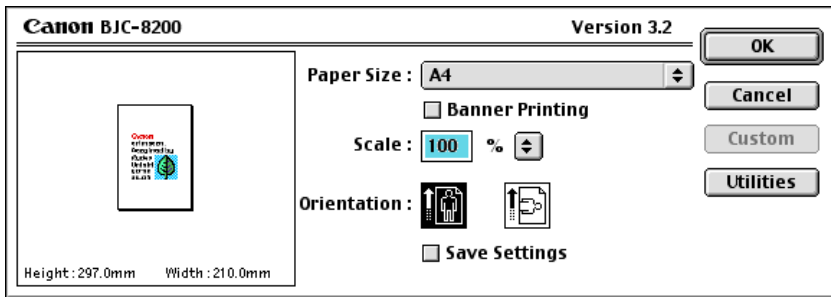 Canon BJC-8200
Version 3.2
OK
Paper Size : A4
Cancel
Banner Printing
Scale : 100 %
Custom
Utilities
Orientation :
Save Settings
Canon
Height : 297.0mm Width : 210.0mm